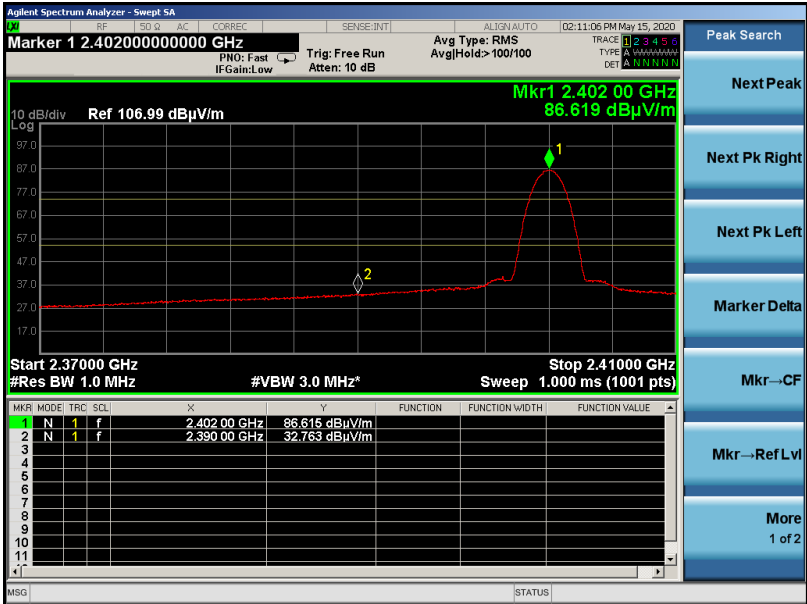 Agilent Spectrum Analyzer - Swept SA
LXI RF 50 Ω AC CORREC SENSE:INT ALIGN AUTO 02:11:06 PM May 15, 2020
Marker 1 2.402000000000 GHz
PNO: Fast
IFGain:Low
Trig: Free Run
Atten: 10 dB
Avg Type: RMS
Avg|Hold:>100/100
TRACE 1 2 3 4 5 6
TYPE A WWWWW
DET A N N N N N
Peak Search
Mkr1 2.402 00 GHz
86.619 dBµV/m
10 dB/div Ref 106.99 dBµV/m
Log
97.0
87.0
77.0
67.0
57.0
47.0
37.0
27.0
17.0
1
2
Start 2.37000 GHz Stop 2.41000 GHz
#Res BW 1.0 MHz #VBW 3.0 MHz* Sweep 1.000 ms (1001 pts)
MKR MODE TRC SCL X Y FUNCTION FUNCTION WIDTH FUNCTION VALUE
1 N 1 f 2.402 00 GHz 86.615 dBµV/m
2 N 1 f 2.390 00 GHz 32.763 dBµV/m
3
4
5
6
7
8
9
10
11
Next Peak
Next Pk Right
Next Pk Left
Marker Delta
Mkr→CF
Mkr→Ref Lvl
More
1 of 2
MSG STATUS